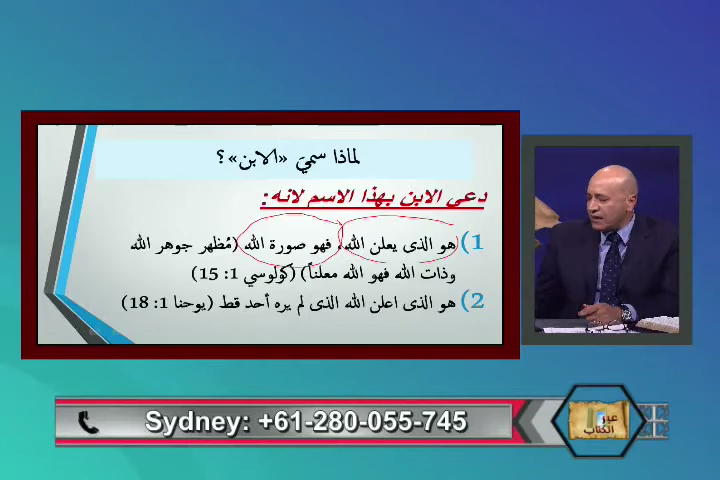 لماذا سميَ «الابن»؟
دعي الابن بهذا الاسم لانه:
1) هو الذى يعلن الله، فهو صورة الله (مُظهر جوهر الله
وذات الله فهو الله معلناً) (كولوسي 1: 15)
2) هو الذى اعلن الله الذى لم يره أحد قط (يوحنا 1: 18)
Sydney: +61-280-055-745
عبر
الكتاب